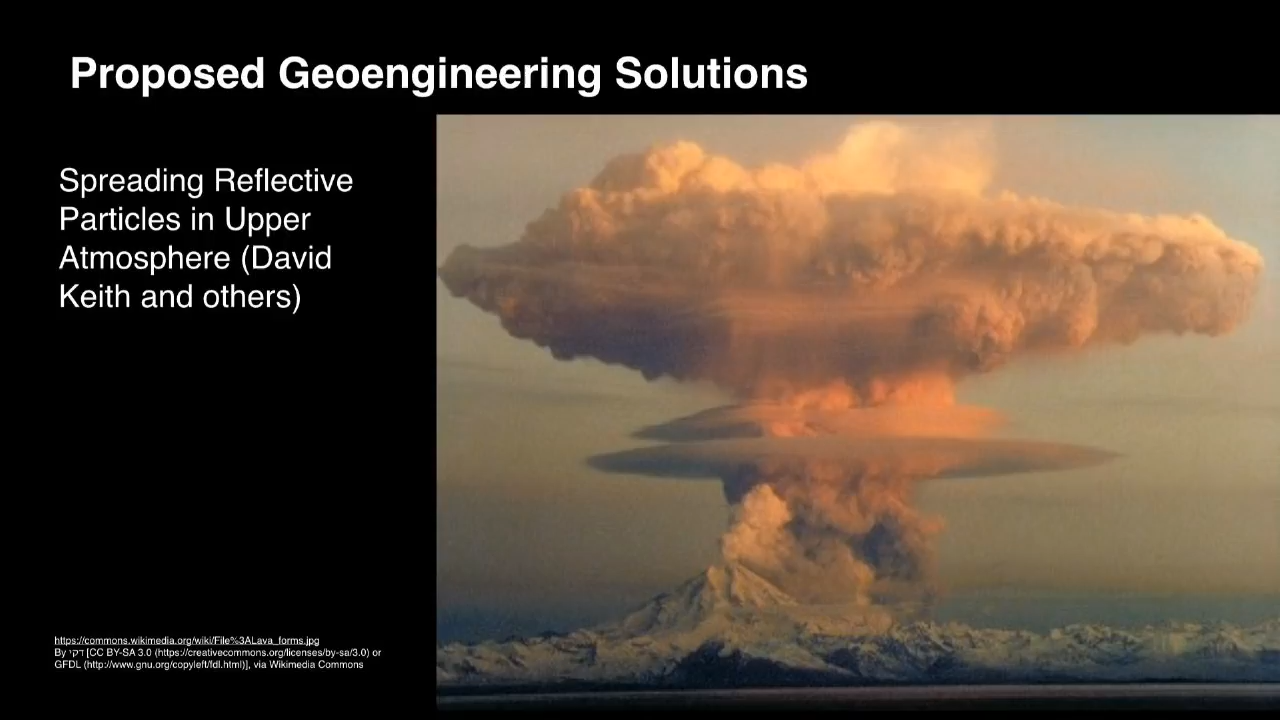 Proposed Geoengineering Solutions
Spreading Reflective
Particles in Upper
Atmosphere (David
Keith and others)
https://commons.wikimedia.org/wiki/File%3ALava_forms.jpg
By דקי [CC BY-SA 3.0 (https://creativecommons.org/licenses/by-sa/3.0) or
GFDL (http://www.gnu.org/copyleft/fdl.html)], via Wikimedia Commons